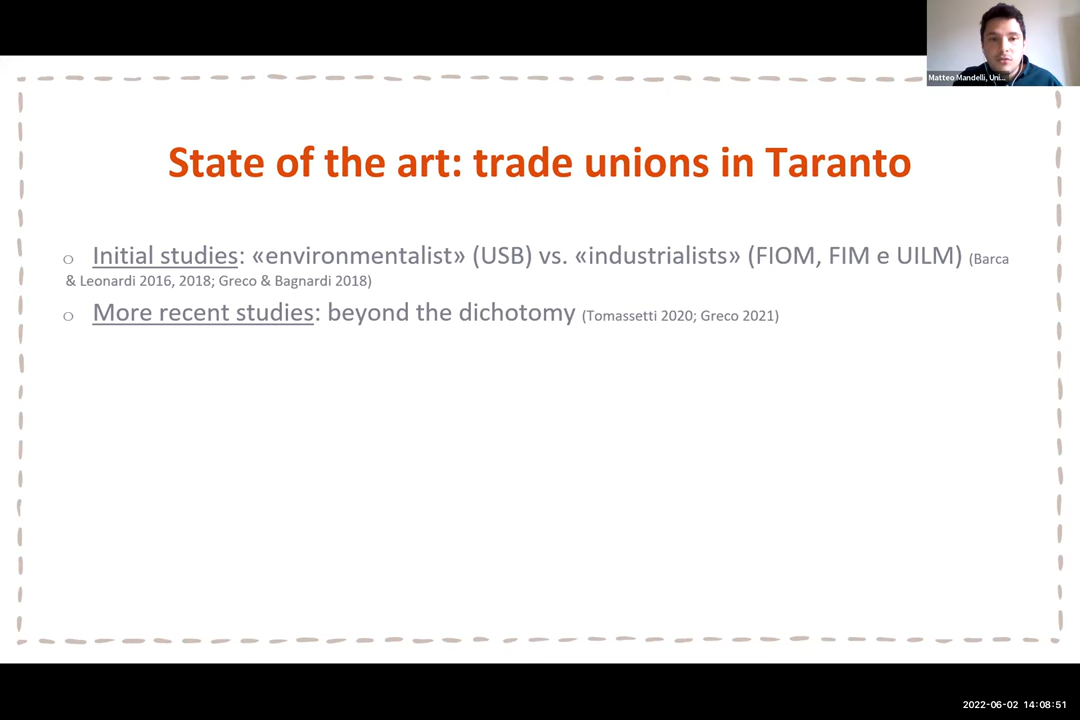 Matteo Mandelli, Uni...
State of the art: trade unions in Taranto
○ Initial studies: «environmentalist» (USB) vs. «industrialists» (FIOM, FIM e UILM) (Barca
& Leonardi 2016, 2018; Greco & Bagnardi 2018)
○ More recent studies: beyond the dichotomy (Tomassetti 2020; Greco 2021)
2022-06-02 14:08:51